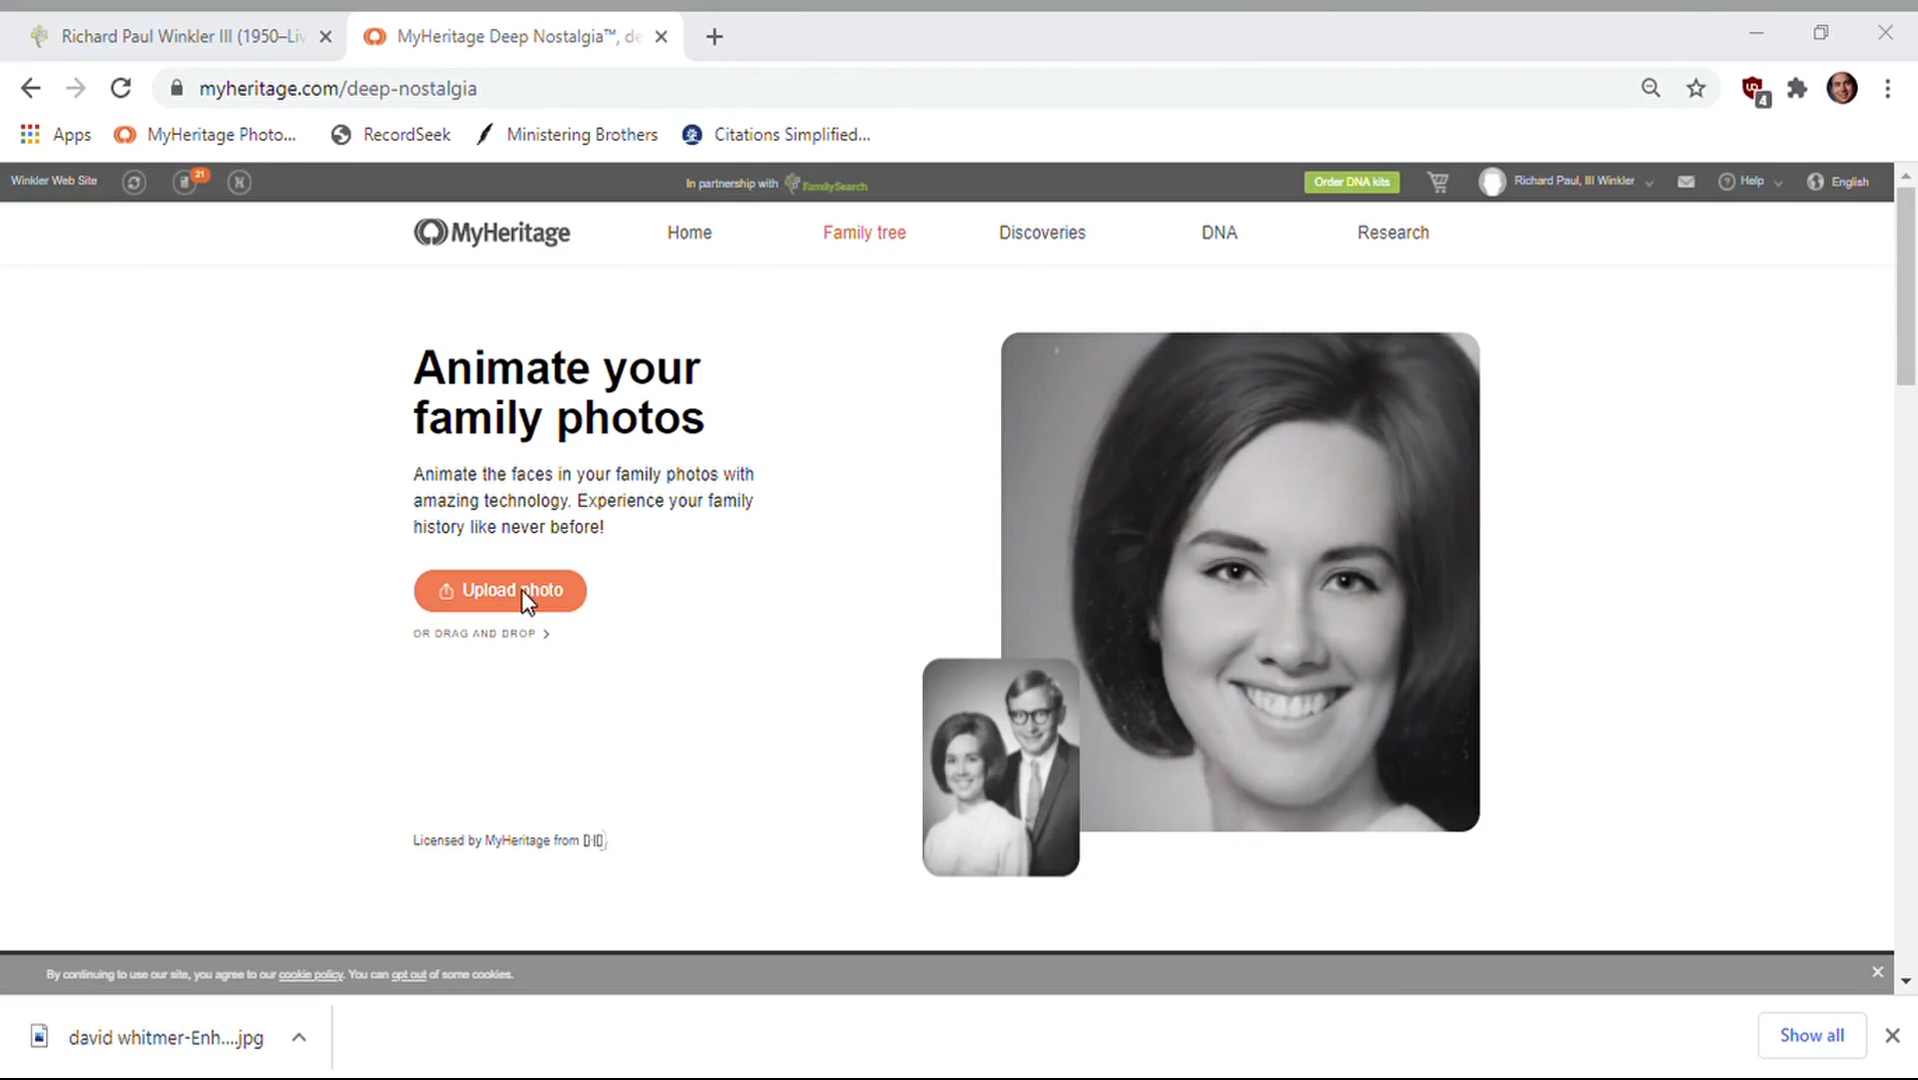 Richard Paul Winkler III (1950–Liv
MyHeritage Deep Nostalgia™, de
myheritage.com/deep-nostalgia
4
Apps
MyHeritage Photo...
RecordSeek
Ministering Brothers
Citations Simplified...
Winkler Web Site
21
In partnership with FamilySearch
Order DNA kits
Richard Paul, III Winkler
Help
English
MyHeritage
Home
Family tree
Discoveries
DNA
Research
Animate your
family photos
Animate the faces in your family photos with
amazing technology. Experience your family
history like never before!
Upload photo
OR DRAG AND DROP >
Licensed by MyHeritage from D-ID
By continuing to use our site, you agree to our cookie policy. You can opt out of some cookies.
david whitmer-Enh....jpg
Show all